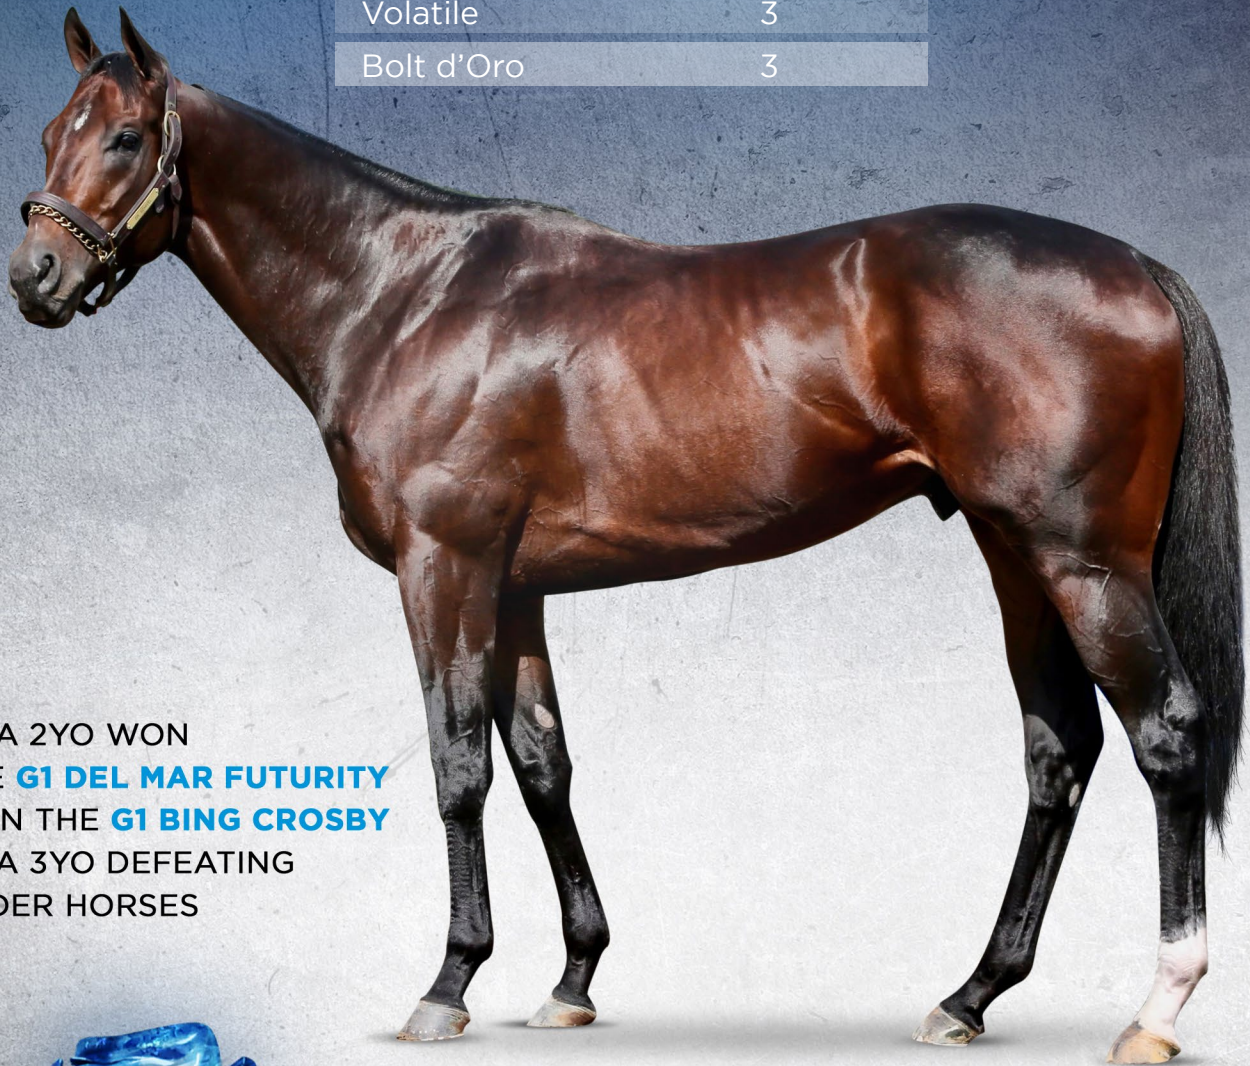 Volatile 3
Bolt d’Oro 3
A 2YO WON
E G1 DEL MAR FUTURITY
N THE G1 BING CROSBY
A 3YO DEFEATING
DER HORSES